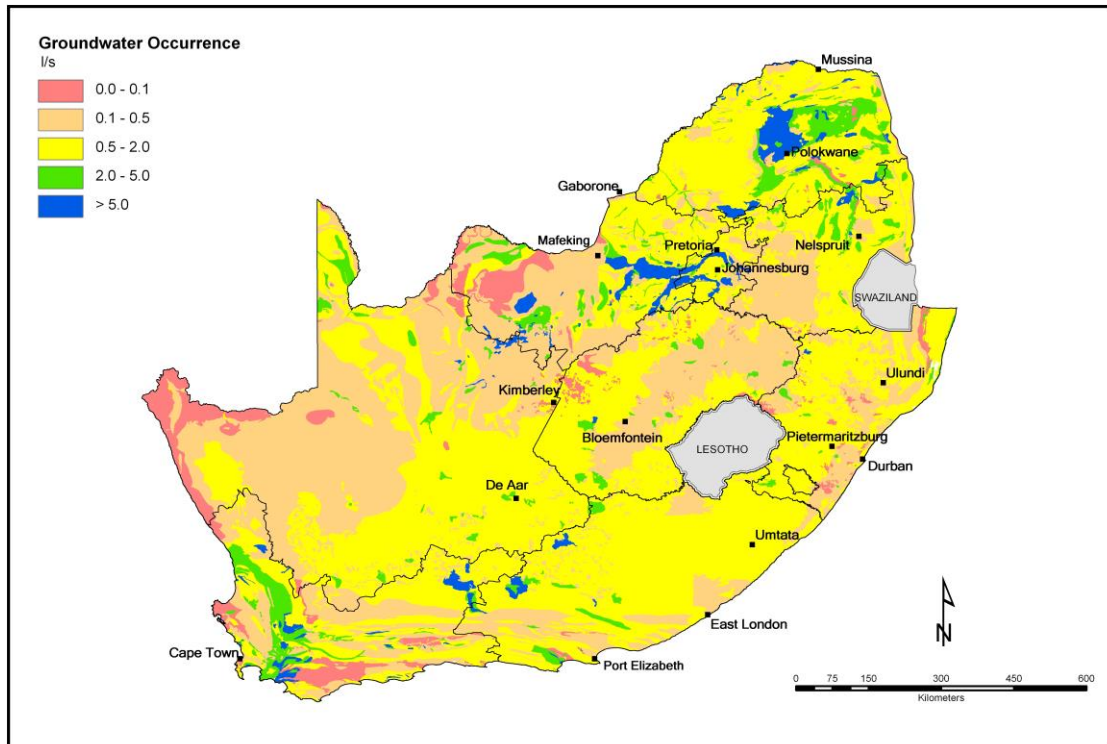 Groundwater Occurrence
l/s
0.0 - 0.1
0.1 - 0.5
0.5 - 2.0
2.0 - 5.0
> 5.0
Mussina
Polokwane
Gaborone
Mafeking
Pretoria
Nelspruit
Johannesburg
SWAZILAND
Ulundi
Kimberley
Bloemfontein
LESOTHO
Pietermaritzburg
Durban
De Aar
Umtata
East London
Cape Town
Port Elizabeth
N
0 75 150 300 450 600
Kilometers